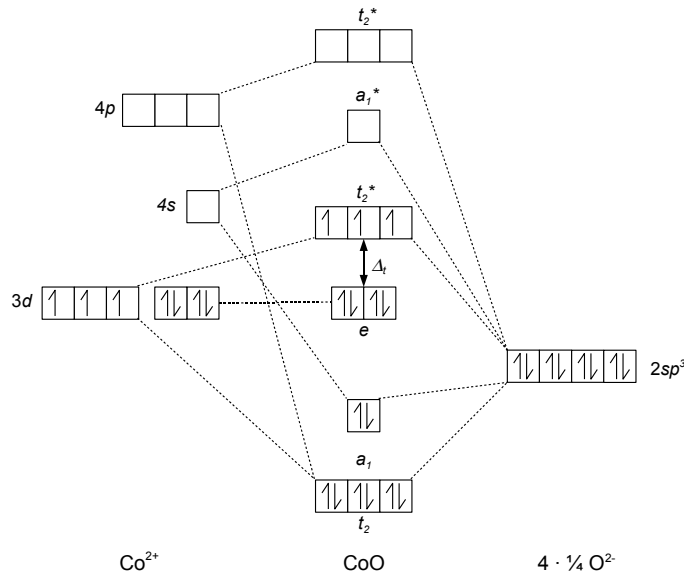 t₂*
4p
a₁*
4s
t₂*
Δₜ
3d
e
2sp³
a₁
t₂
Co²⁺ CoO 4 · ¼ O²⁻